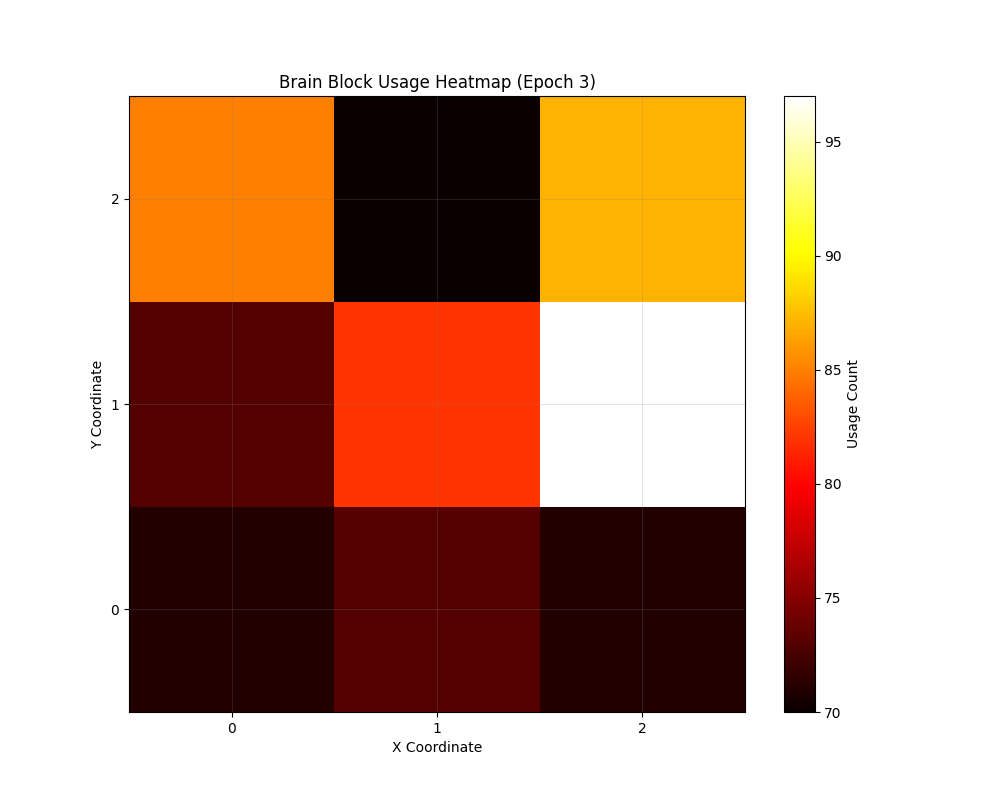 Brain Block Usage Heatmap (Epoch 3)
95
90
85
80
75
70
Usage Count
2
1
0
Y Coordinate
0 1 2
X Coordinate